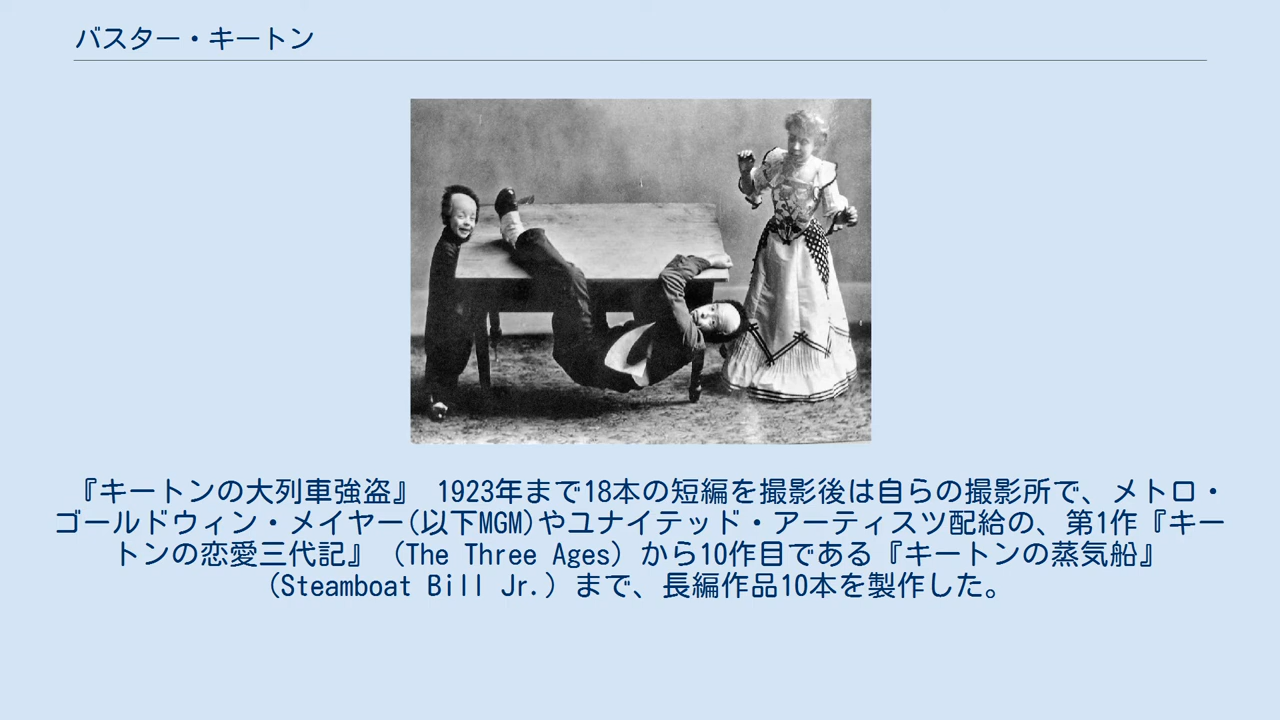 バスター・キートン
『キートンの大列車強盗』 1923年まで18本の短編を撮影後は自らの撮影所で、メトロ・
ゴールドウィン・メイヤー(以下MGM)やユナイテッド・アーティスツ配給の、第1作『キー
トンの恋愛三代記』（The Three Ages）から10作目である『キートンの蒸気船』
（Steamboat Bill Jr.）まで、長編作品10本を製作した。